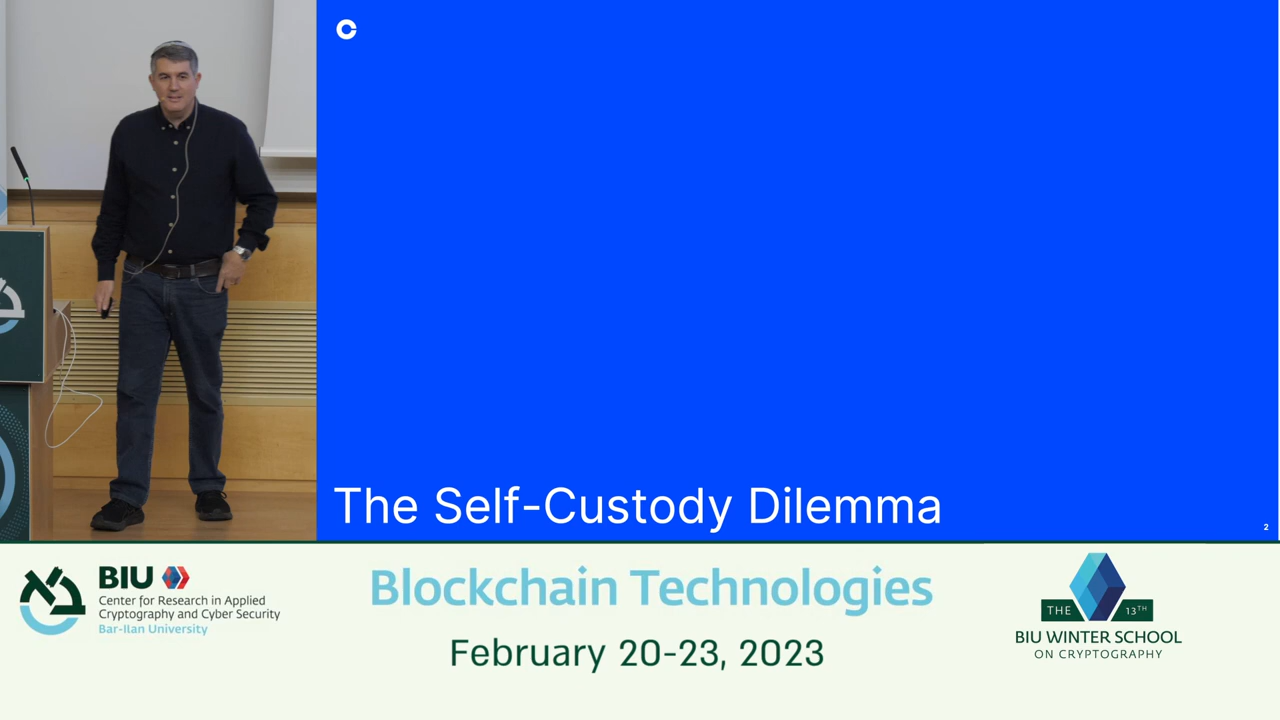 The Self-Custody Dilemma
2
BIU
Center for Research in Applied
Cryptography and Cyber Security
Bar-Ilan University
Blockchain Technologies
February 20-23, 2023
THE 13TH
BIU WINTER SCHOOL
ON CRYPTOGRAPHY